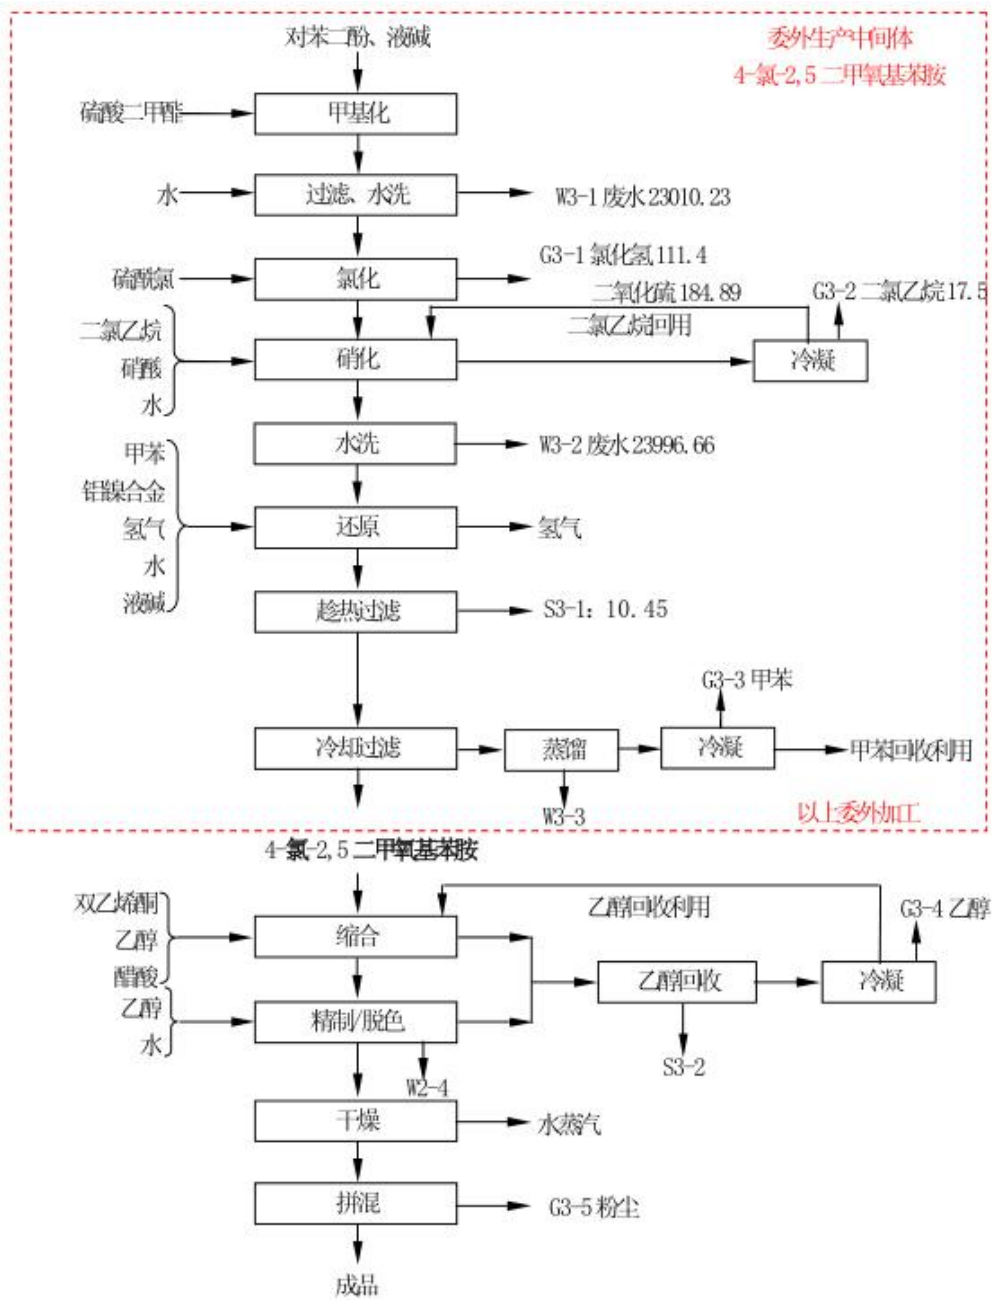 对苯二酚、液碱
委外生产中间体
4-氯-2,5二甲氧基苯胺
硫酸二甲酯
甲基化
水
过滤、水洗
W3-1废水23010.23
硫酰氯
氯化
G3-1氯化氢111.4
二氧化硫184.89
G3-2二氯乙烷17.5
二氯乙烷回用
二氯乙烷
硝酸
水
硝化
冷凝
水洗
W3-2废水23996.66
甲苯
铝镍合金
氢气
水
液碱
还原
氢气
趁热过滤
S3-1: 10.45
G3-3甲苯
冷却过滤
蒸馏
冷凝
甲苯回收利用
W3-3
以上委外加工
4-氯-2,5二甲氧基苯胺
双乙烯酮
乙醇
醋酸
缩合
乙醇回收利用
G3-4乙醇
乙醇回收
冷凝
乙醇
水
精制/脱色
S3-2
W2-4
干燥
水蒸汽
拼混
G3-5粉尘
成品